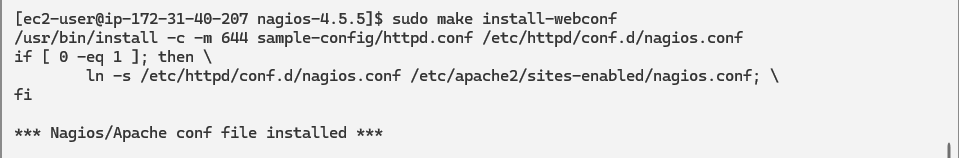 [ec2-user@ip-172-31-40-207 nagios-4.5.5]$ sudo make install-webconf
/usr/bin/install -c -m 644 sample-config/httpd.conf /etc/httpd/conf.d/nagios.conf
if [ 0 -eq 1 ]; then \
        ln -s /etc/httpd/conf.d/nagios.conf /etc/apache2/sites-enabled/nagios.conf; \
fi

*** Nagios/Apache conf file installed ***